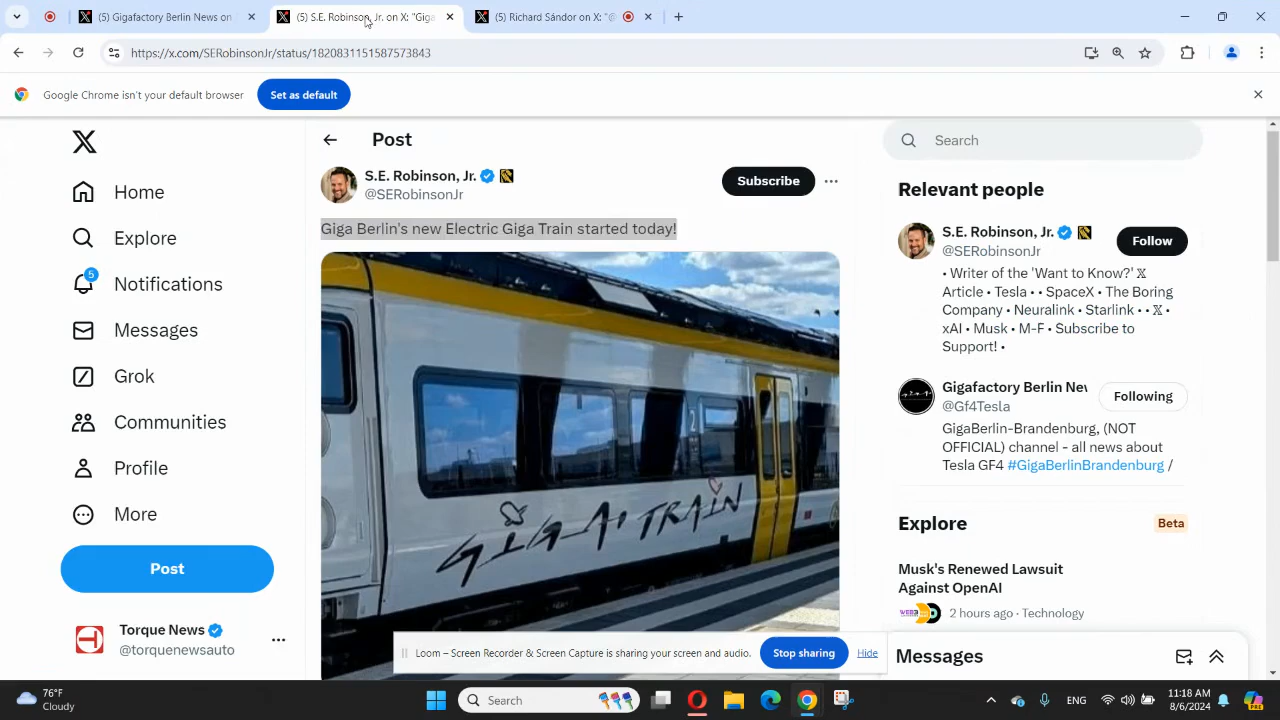 (5) Gigafactory Berlin News on
(5) S.E. Robinson, Jr. on X: "Giga
(5) Richard Sándor on X: "@
https://x.com/SERobinsonJr/status/1820831151587573843
Google Chrome isn't your default browser
Set as default
Post
Search
S.E. Robinson, Jr.
@SERobinsonJr
Subscribe
Giga Berlin's new Electric Giga Train started today!
GIGA TRAIN
Home
Explore
5
Notifications
Messages
Grok
Communities
Profile
More
Post
Torque News
@torquenewsauto
Relevant people
S.E. Robinson, Jr.
@SERobinsonJr
Follow
• Writer of the 'Want to Know?' 𝕏
Article • Tesla • • SpaceX • The Boring
Company • Neuralink • Starlink • • 𝕏 •
xAI • Musk • M-F • Subscribe to
Support! •
Gigafactory Berlin New
@Gf4Tesla
Following
GigaBerlin-Brandenburg, (NOT
OFFICIAL) channel - all news about
Tesla GF4 #GigaBerlinBrandenburg /
Explore
Beta
Musk's Renewed Lawsuit
Against OpenAI
2 hours ago · Technology
Messages
Loom – Screen Recorder & Screen Capture is sharing your screen and audio.
Stop sharing
Hide
76°F
Cloudy
Search
ENG
11:18 AM
8/6/2024